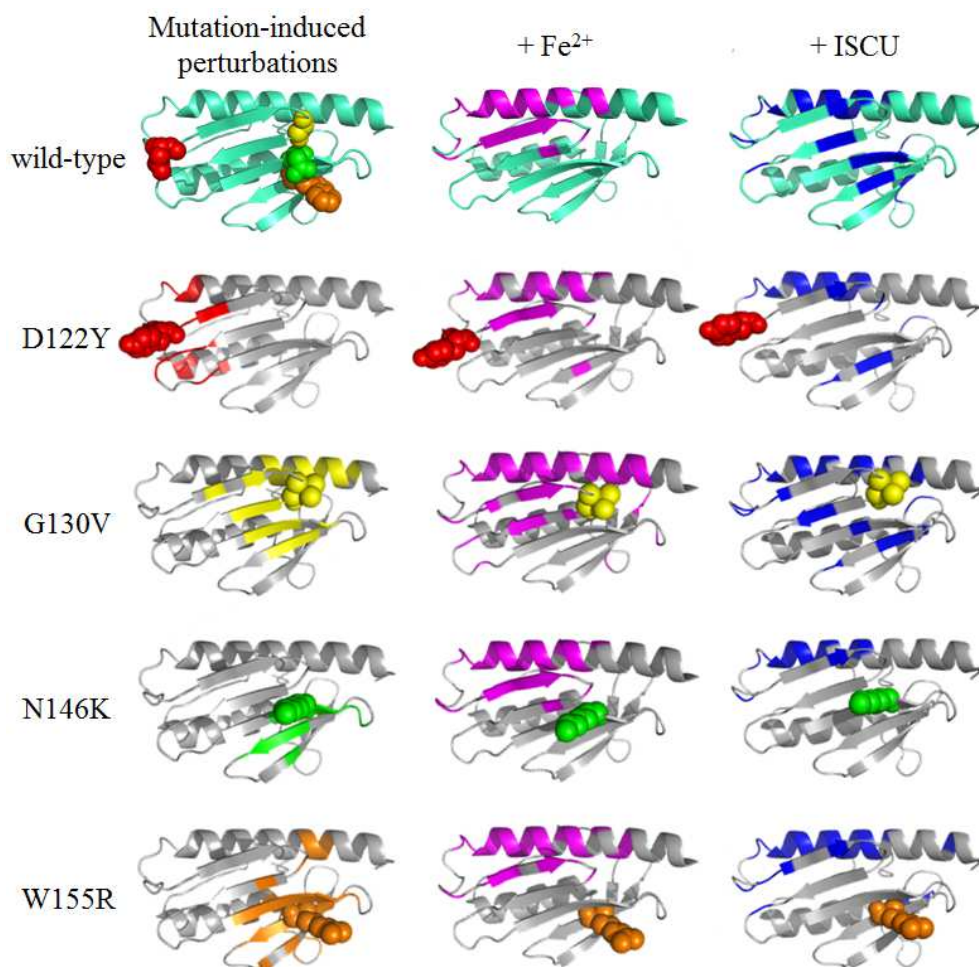 Mutation-induced
perturbations
+ Fe²⁺
+ ISCU
wild-type
D122Y
G130V
N146K
W155R